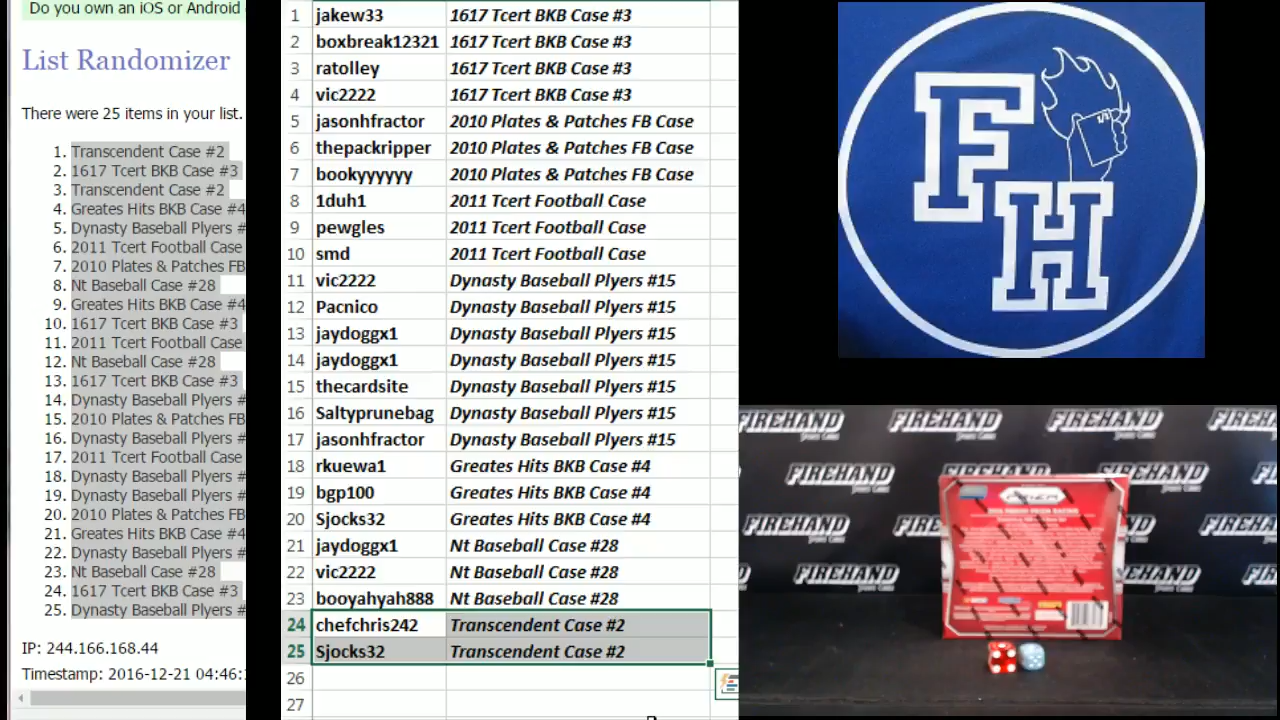 Do you own an iOS or Android
List Randomizer
There were 25 items in your list.
1. Transcendent Case #2
2. 1617 Tcert BKB Case #3
3. Transcendent Case #2
4. Greates Hits BKB Case #4
5. Dynasty Baseball Plyers #
6. 2011 Tcert Football Case
7. 2010 Plates & Patches FB
8. Nt Baseball Case #28
9. Greates Hits BKB Case #4
10. 1617 Tcert BKB Case #3
11. 2011 Tcert Football Case
12. Nt Baseball Case #28
13. 1617 Tcert BKB Case #3
14. Dynasty Baseball Plyers #
15. 2010 Plates & Patches FB
16. Dynasty Baseball Plyers #
17. 2011 Tcert Football Case
18. Dynasty Baseball Plyers #
19. Dynasty Baseball Plyers #
20. 2010 Plates & Patches FB
21. Greates Hits BKB Case #4
22. Dynasty Baseball Plyers #
23. Nt Baseball Case #28
24. 1617 Tcert BKB Case #3
25. Dynasty Baseball Plyers #
IP: 244.166.168.44
Timestamp: 2016-12-21 04:46:
1 jakew33 1617 Tcert BKB Case #3
2 boxbreak12321 1617 Tcert BKB Case #3
3 ratolley 1617 Tcert BKB Case #3
4 vic2222 1617 Tcert BKB Case #3
5 jasonhfractor 2010 Plates & Patches FB Case
6 thepackripper 2010 Plates & Patches FB Case
7 bookyyyyyy 2010 Plates & Patches FB Case
8 1duh1 2011 Tcert Football Case
9 pewgles 2011 Tcert Football Case
10 smd 2011 Tcert Football Case
11 vic2222 Dynasty Baseball Plyers #15
12 Pacnico Dynasty Baseball Plyers #15
13 jaydoggx1 Dynasty Baseball Plyers #15
14 jaydoggx1 Dynasty Baseball Plyers #15
15 thecardsite Dynasty Baseball Plyers #15
16 Saltyprunebag Dynasty Baseball Plyers #15
17 jasonhfractor Dynasty Baseball Plyers #15
18 rkuewa1 Greates Hits BKB Case #4
19 bgp100 Greates Hits BKB Case #4
20 Sjocks32 Greates Hits BKB Case #4
21 jaydoggx1 Nt Baseball Case #28
22 vic2222 Nt Baseball Case #28
23 booyahyah888 Nt Baseball Case #28
24 chefchris242 Transcendent Case #2
25 Sjocks32 Transcendent Case #2
26
27
F
H
1/1
FIREHAND FIREHAND FIREHAND
FIREHAND FIREHAND
FIREHAND FIREHAND
FIREHAND
PRIZM